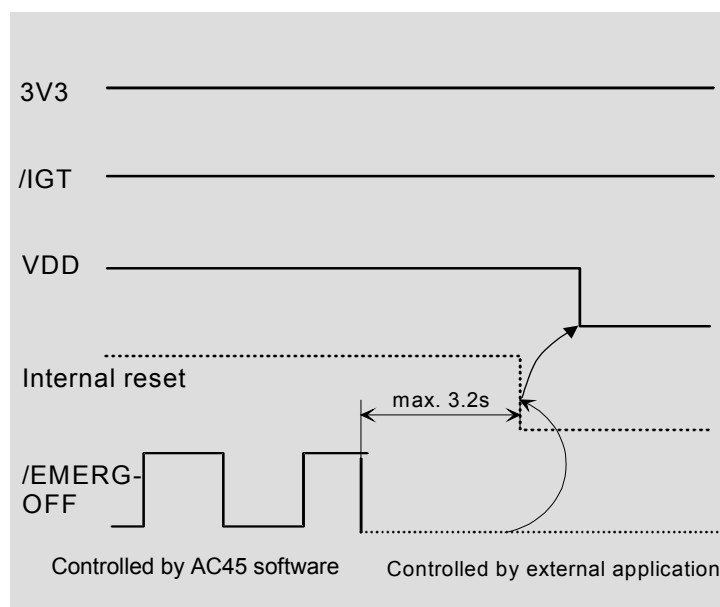 3V3
/IGT
VDD
Internal reset
max. 3.2s
/EMERG-
OFF
Controlled by AC45 software
Controlled by external application